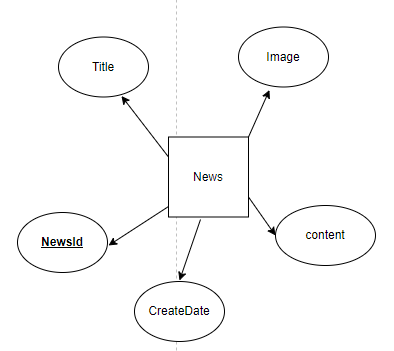 Image
Title
News
NewsId
content
CreateDate